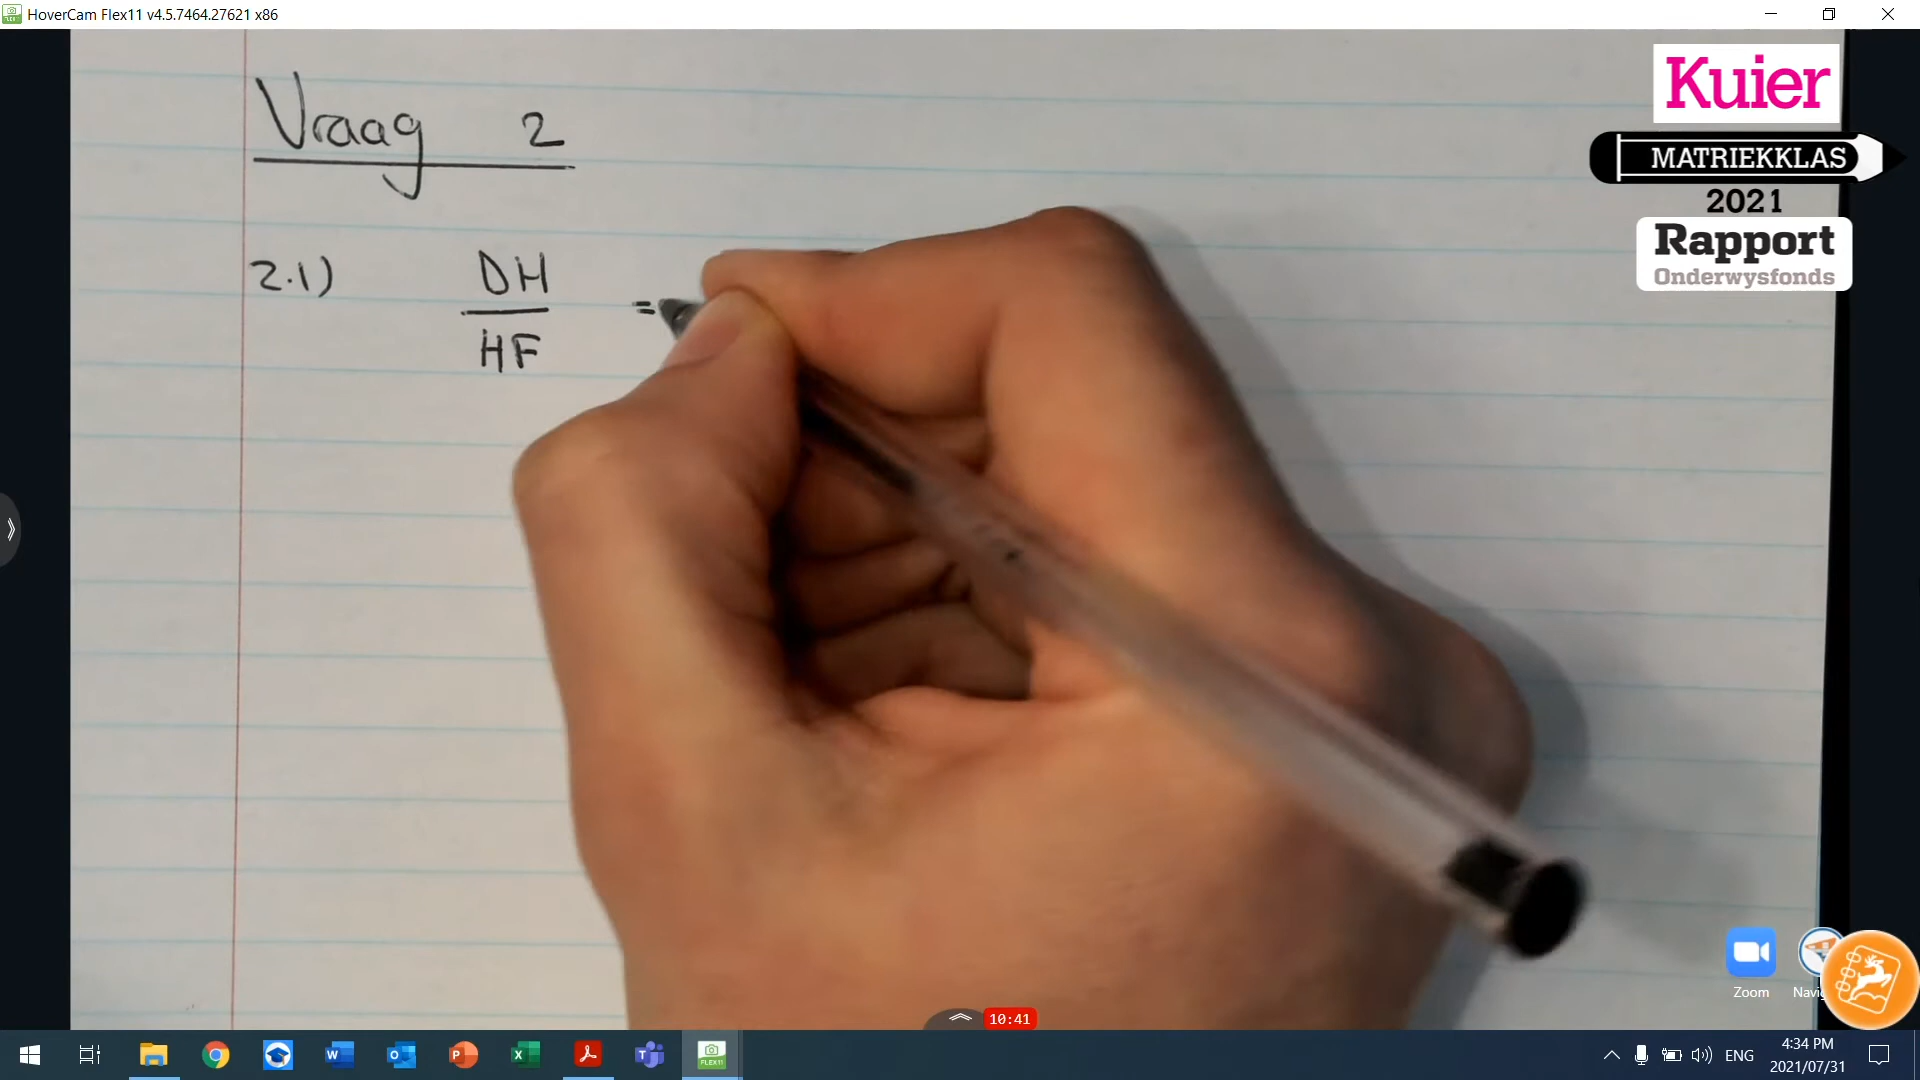 HoverCam Flex11 v4.5.7464.27621 x86
Kuier
MATRIEKKLAS
2021
Rapport
Onderwysfonds
Vraag 2
2.1) DH
HF
=
Zoom
10:41
ENG
4:34 PM
2021/07/31
FLEX11